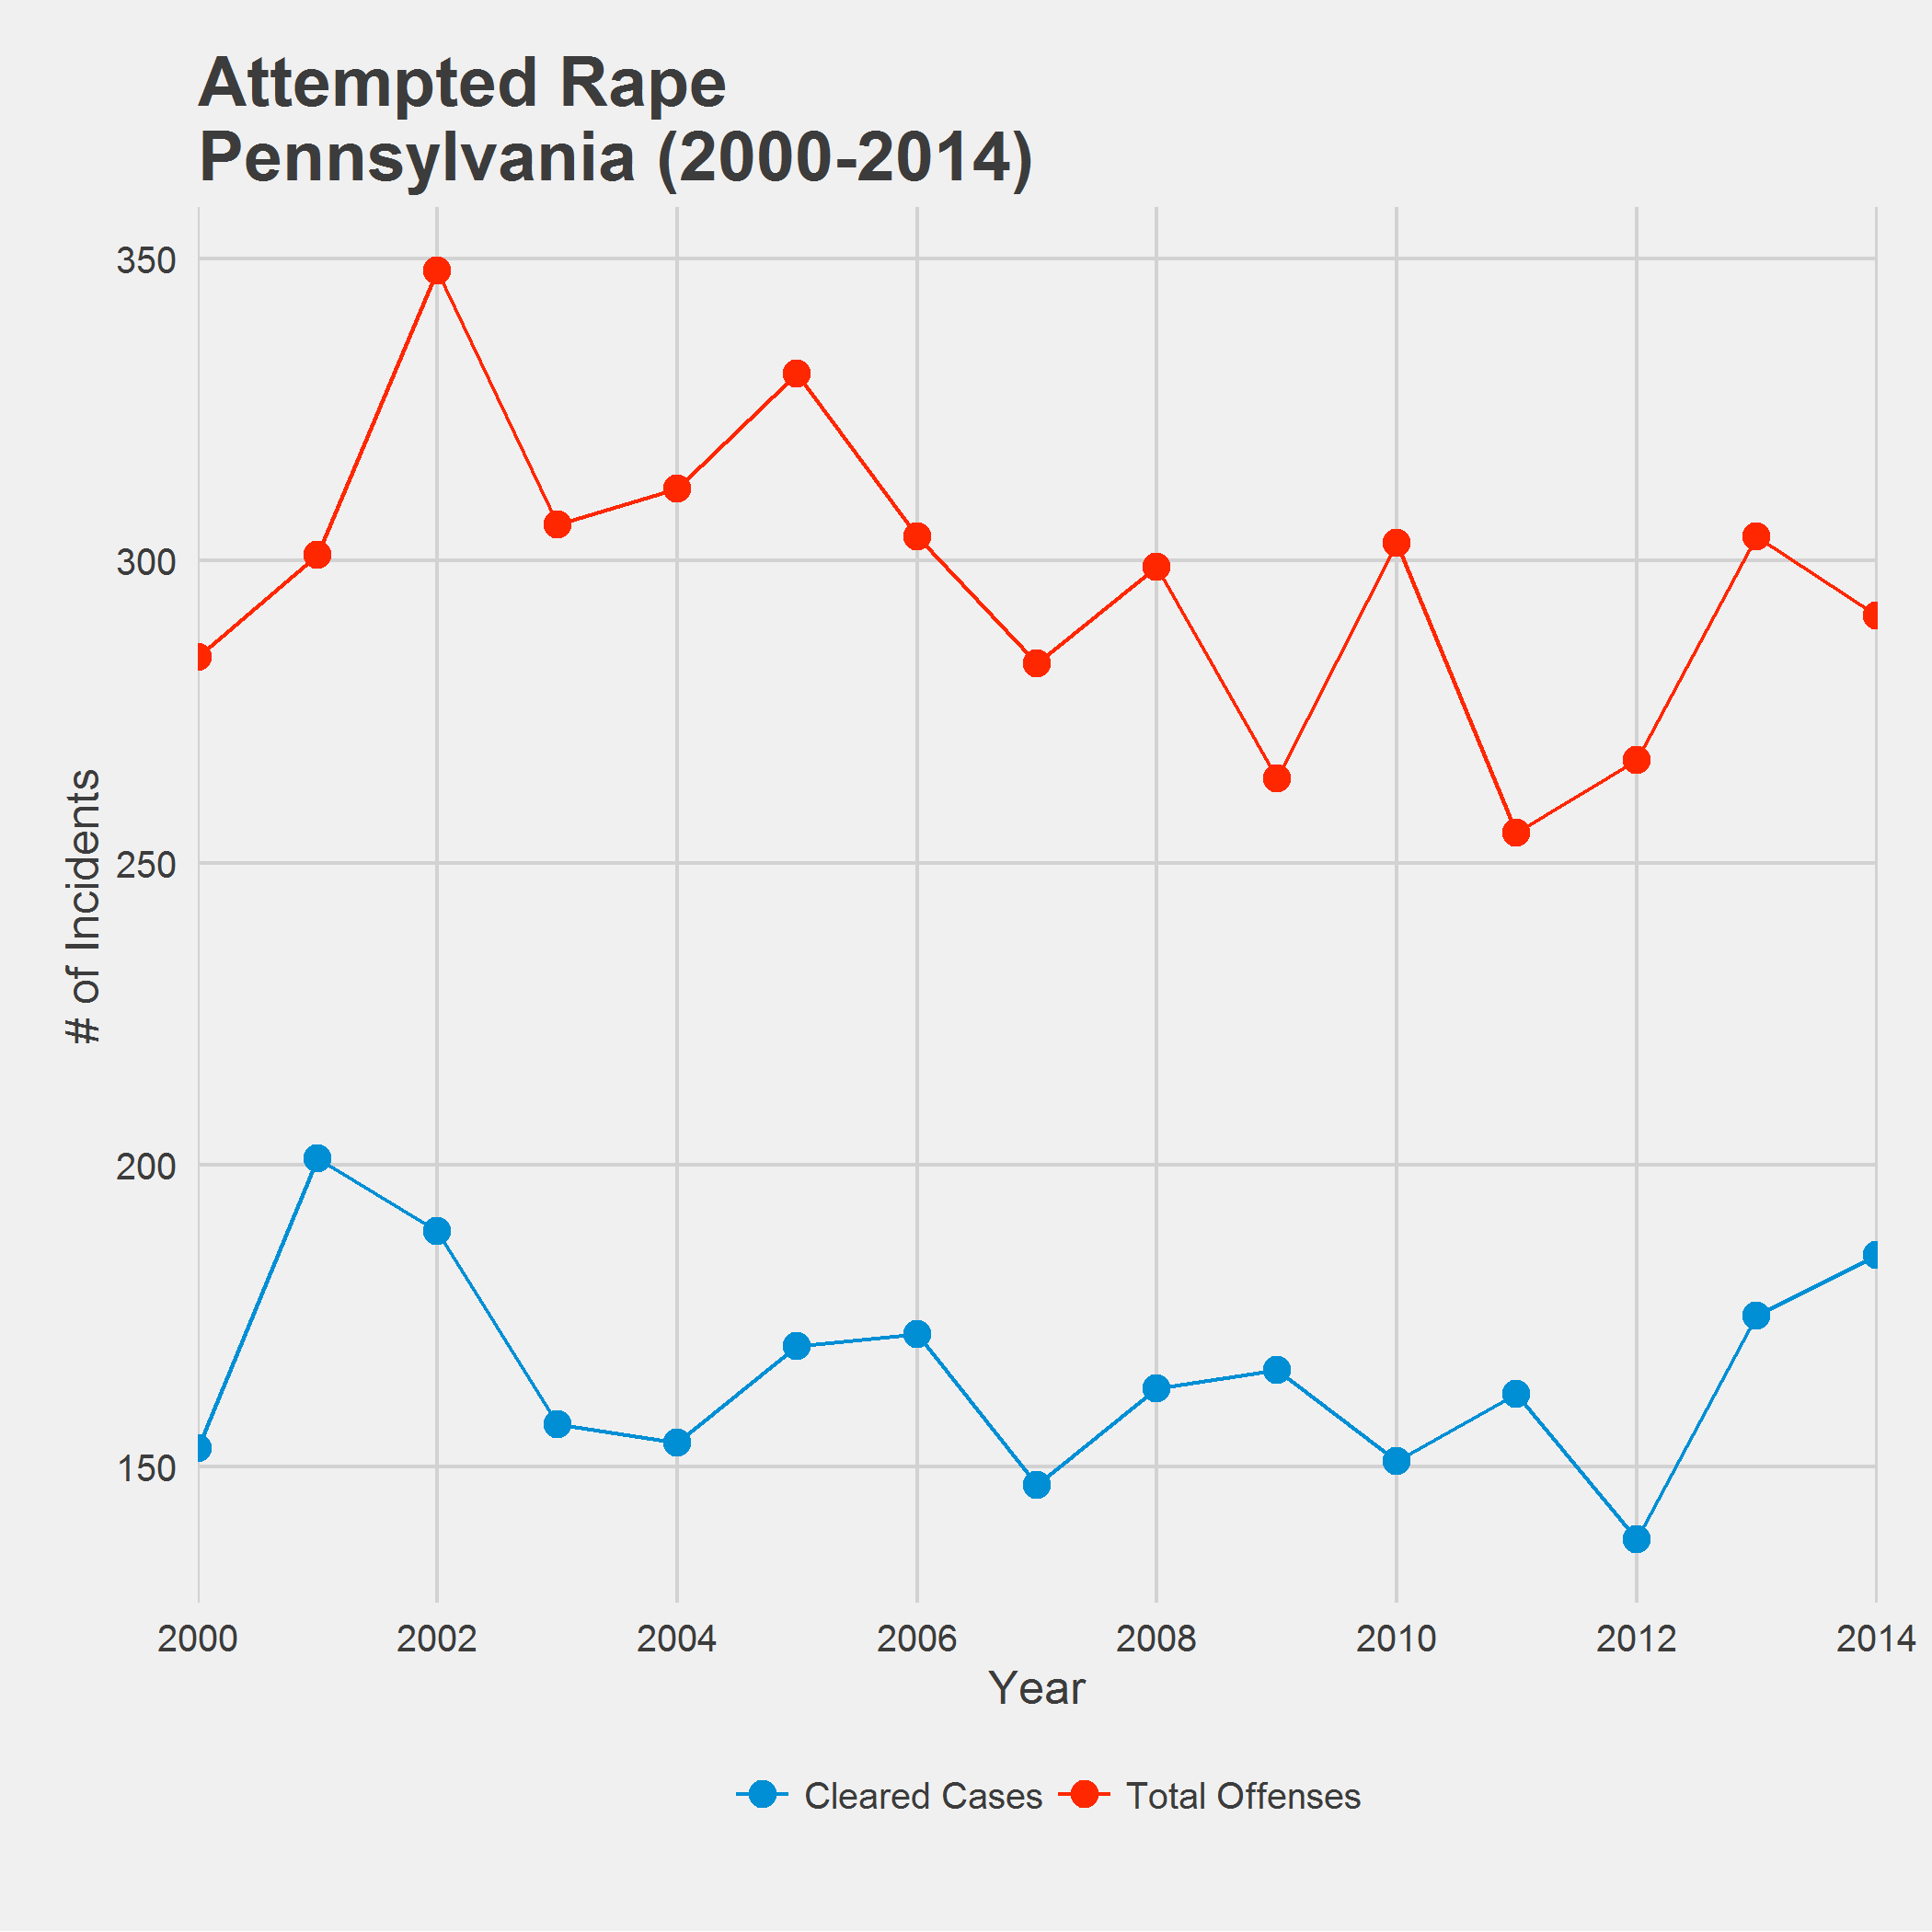 Attempted Rape
Pennsylvania (2000-2014)
350
300
250
200
150
# of Incidents
2000 2002 2004 2006 2008 2010 2012 2014
Year
Cleared Cases Total Offenses